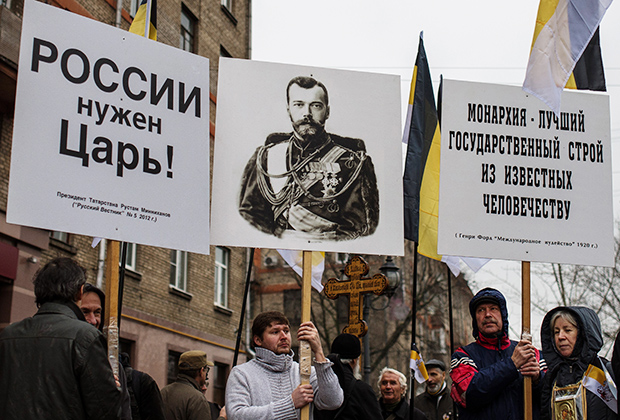 РОССИИ
нужен
Царь!
Президент Татарстана Рустам Минниханов
("Русский Вестник" № 5 2012 г.)
МОНАРХИЯ - ЛУЧШИЙ
ГОСУДАРСТВЕННЫЙ СТРОЙ
ИЗ ИЗВЕСТНЫХ
ЧЕЛОВЕЧЕСТВУ
( Генри Форд "Международное иудейство" 1920 г. )